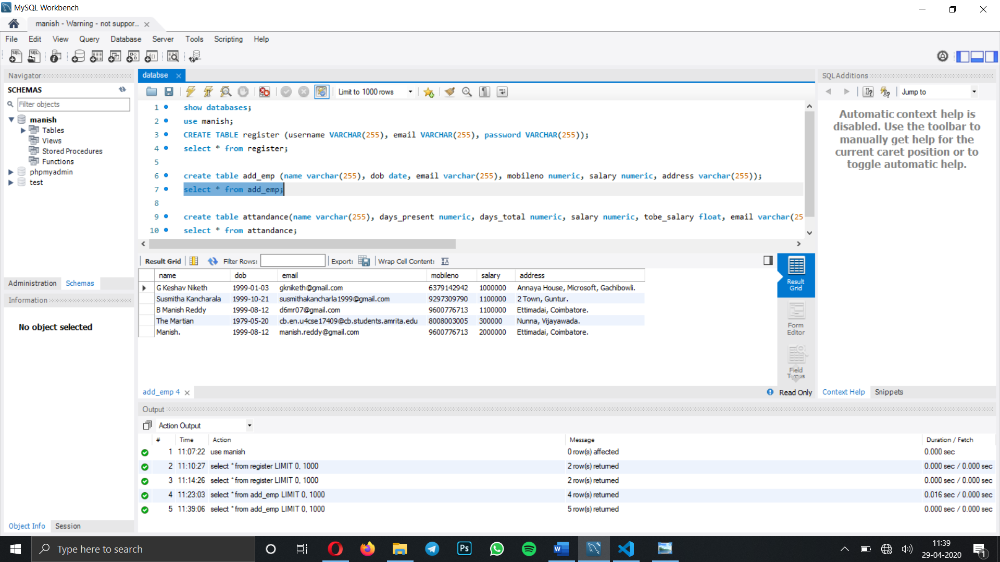 MySQL Workbench
manish - Warning - not suppor...
File Edit View Query Database Server Tools Scripting Help
Navigator
SCHEMAS
Filter objects
manish
Tables
Views
Stored Procedures
Functions
phpmyadmin
test
Administration Schemas
Information
No object selected
Object Info Session
databse
Limit to 1000 rows
1 show databases;
2 use manish;
3 CREATE TABLE register (username VARCHAR(255), email VARCHAR(255), password VARCHAR(255));
4 select * from register;
5
6 create table add_emp (name varchar(255), dob date, email varchar(255), mobileno numeric, salary numeric, address varchar(255));
7 select * from add_emp;
8
9 create table attandance(name varchar(255), days_present numeric, days_total numeric, salary numeric, tobe_salary float, email varchar(25
10 select * from attandance;
Result Grid Filter Rows: Export: Wrap Cell Content:
name dob email mobileno salary address
G Keshav Niketh 1999-01-03 gkniketh@gmail.com 6379142942 1000000 Annaya House, Microsoft, Gachibowli.
Susmitha Kancharala 1999-10-21 susmithakancharla1999@gmail.com 9297309790 1100000 2 Town, Guntur.
B Manish Reddy 1999-08-12 d6mr07@gmail.com 9600776713 1100000 Ettimadai, Coimbatore.
The Martian 1979-05-20 cb.en.u4cse17409@cb.students.amrita.edu 8008003005 300000 Nunna, Vijayawada.
Manish. 1999-08-12 manish.reddy@gmail.com 9600776713 2000000 Ettimadai, Coimbatore.
Result
Grid
Form
Editor
Field
Types
add_emp 4 Read Only
SQLAdditions
Jump to
Automatic context help is
disabled. Use the toolbar to
manually get help for the
current caret position or to
toggle automatic help.
Context Help Snippets
Output
Action Output
# Time Action Message Duration / Fetch
1 11:07:22 use manish 0 row(s) affected 0.000 sec
2 11:10:27 select * from register LIMIT 0, 1000 2 row(s) returned 0.000 sec / 0.000 sec
3 11:14:26 select * from register LIMIT 0, 1000 2 row(s) returned 0.000 sec / 0.000 sec
4 11:23:03 select * from add_emp LIMIT 0, 1000 4 row(s) returned 0.016 sec / 0.000 sec
5 11:39:06 select * from add_emp LIMIT 0, 1000 5 row(s) returned 0.000 sec / 0.000 sec
Type here to search
11:39
29-04-2020
1